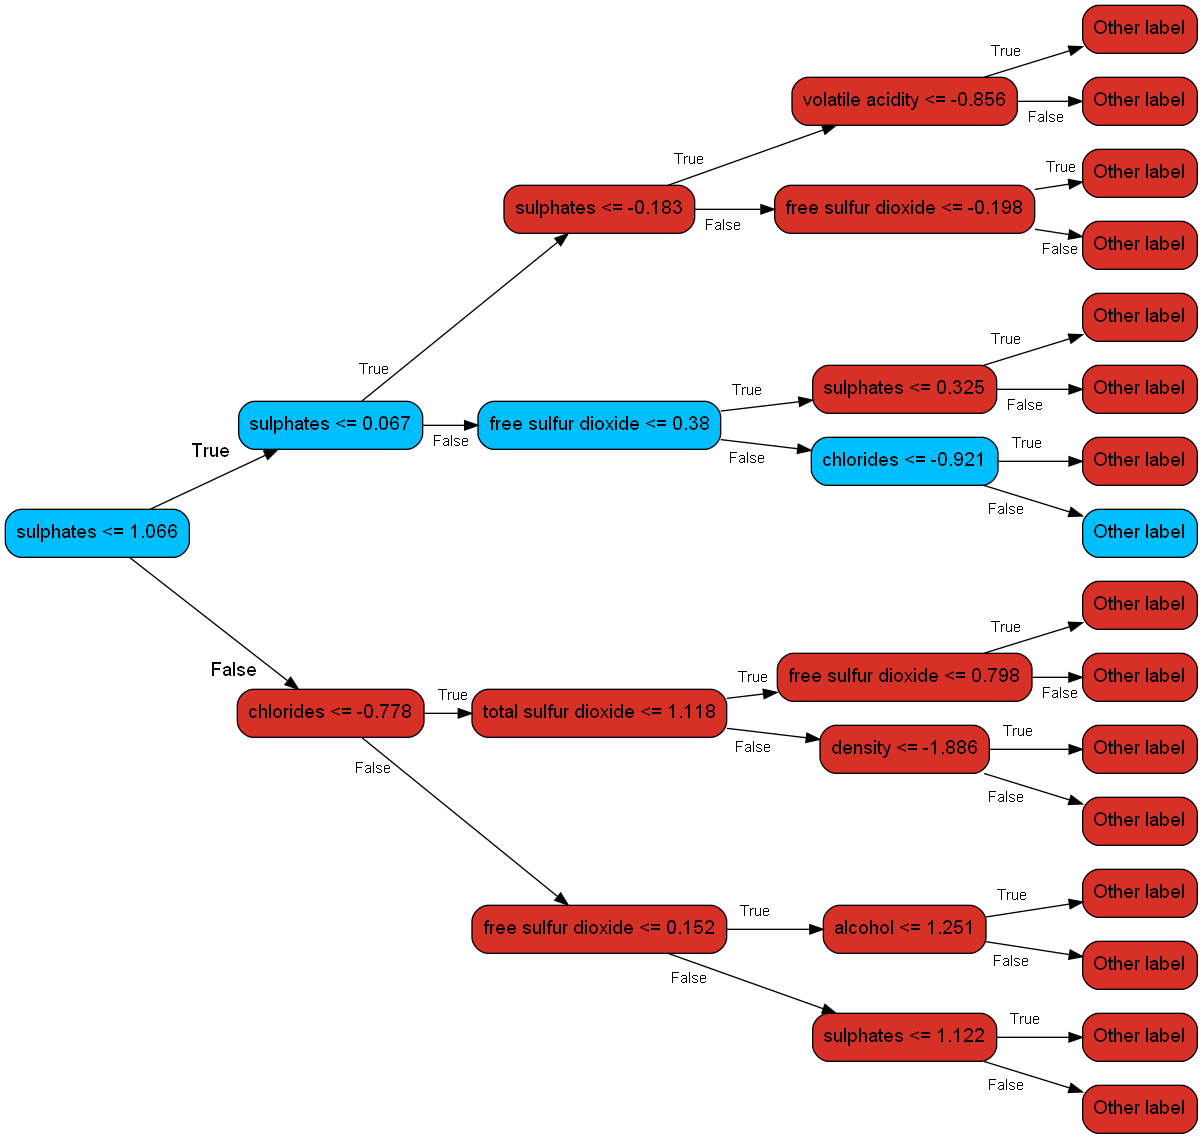 Other label
True
volatile acidity <= -0.856
Other label
False
True
Other label
True
sulphates <= -0.183
free sulfur dioxide <= -0.198
False
Other label
False
Other label
True
True
sulphates <= 0.325
Other label
True
False
sulphates <= 0.067
free sulfur dioxide <= 0.38
False
True
chlorides <= -0.921
True
Other label
False
False
Other label
sulphates <= 1.066
Other label
True
False
free sulfur dioxide <= 0.798
Other label
True
False
chlorides <= -0.778
True
total sulfur dioxide <= 1.118
density <= -1.886
True
Other label
False
False
False
Other label
Other label
True
True
free sulfur dioxide <= 0.152
alcohol <= 1.251
False
Other label
False
True
sulphates <= 1.122
Other label
False
Other label